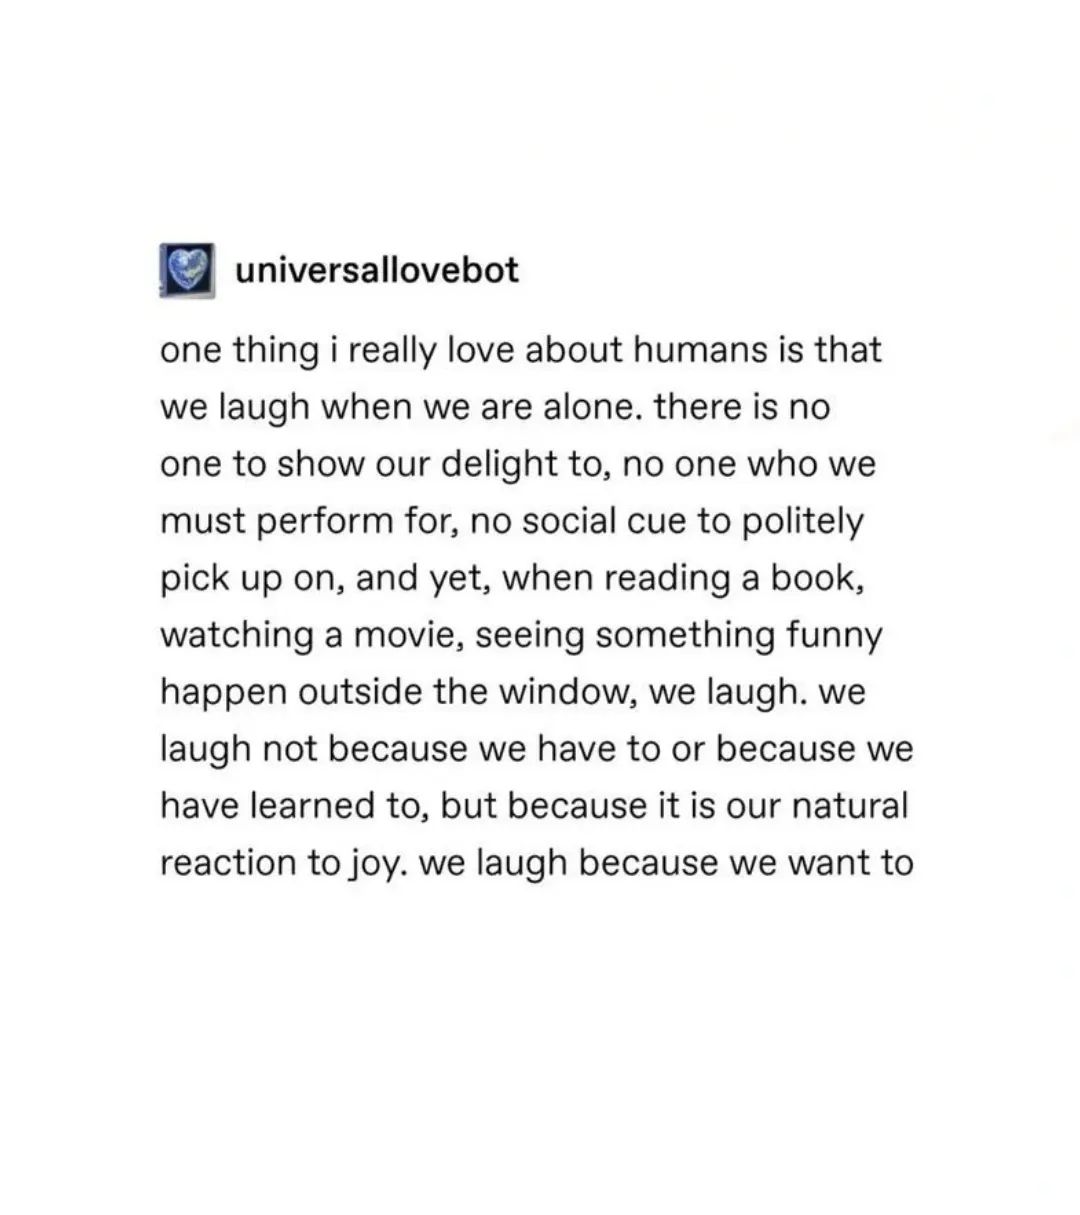 universallovebot
one thing i really love about humans is that
we laugh when we are alone. there is no
one to show our delight to, no one who we
must perform for, no social cue to politely
pick up on, and yet, when reading a book,
watching a movie, seeing something funny
happen outside the window, we laugh. we
laugh not because we have to or because we
have learned to, but because it is our natural
reaction to joy. we laugh because we want to